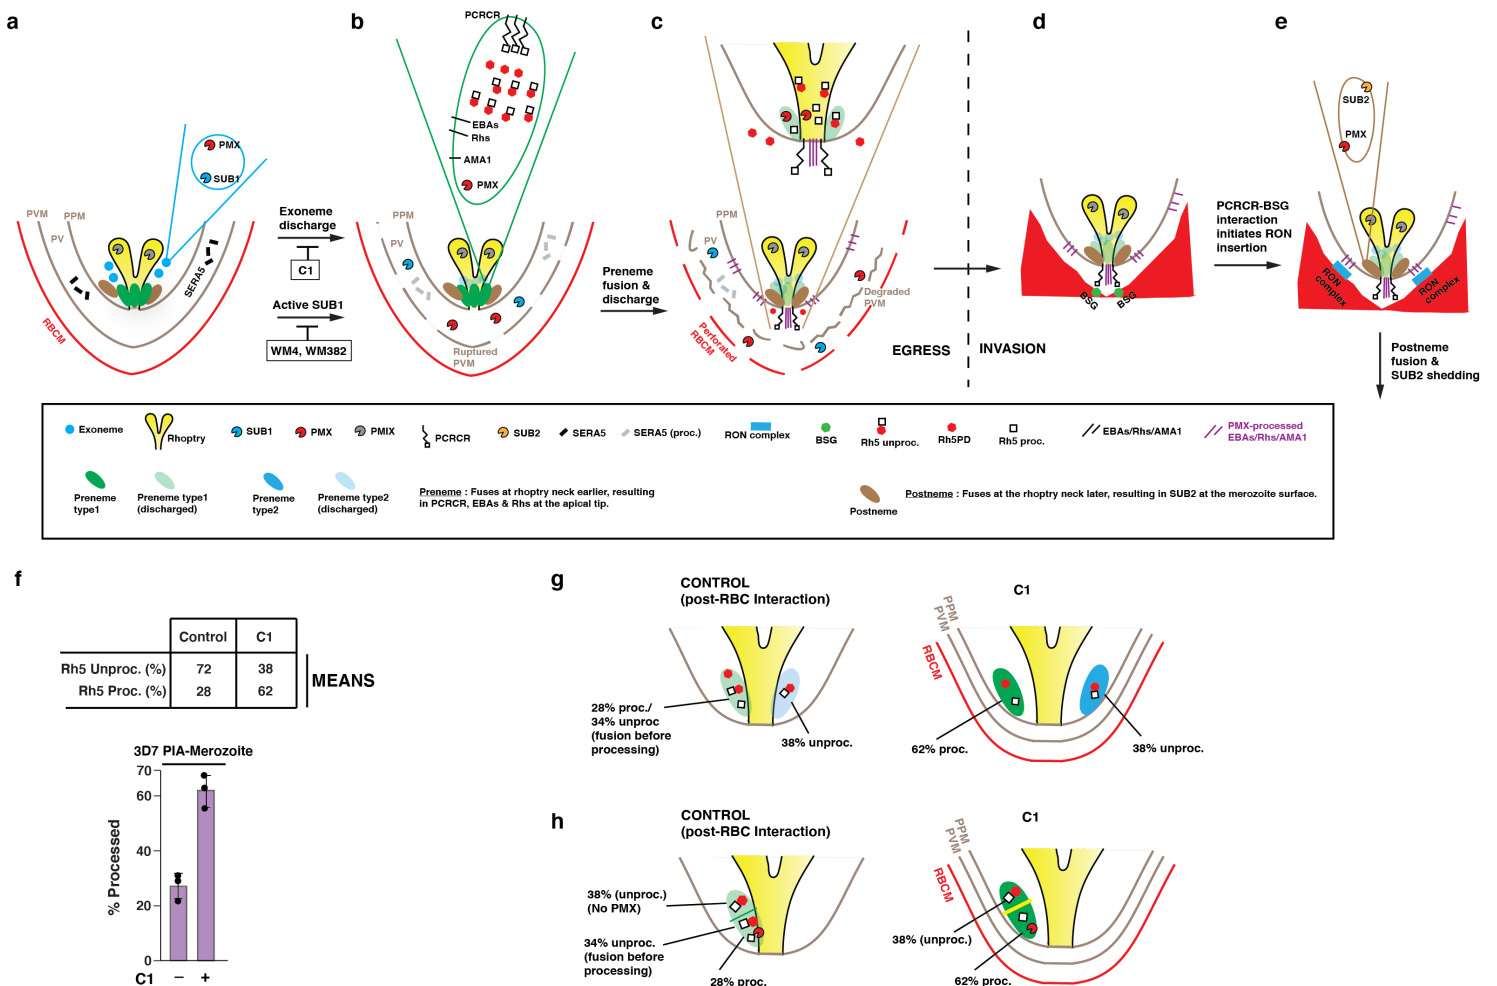 a
PVM
PPM
PV
PMX
SUB1
SERA5
RBCM
Exoneme
discharge
C1
Active SUB1
WM4, WM382
b
PCRCR
EBAs
Rhs
AMA1
PMX
PPM
PV
Ruptured
PVM
Preneme
fusion &
discharge
c
PPM
PV
Degraded
PVM
Perforated
RBCM
EGRESS
INVASION
d
BSG
BSG
PCRCR-BSG
interaction
initiates RON
insertion
e
SUB2
PMX
RON
complex
RON
complex
Postneme
fusion &
SUB2 shedding
Exoneme
Rhoptry
SUB1
PMX
PMIX
PCRCR
SUB2
SERA5
SERA5 (proc.)
RON complex
BSG
Rh5 unproc.
Rh5PD
Rh5 proc.
EBAs/Rhs/AMA1
PMX-processed
EBAs/Rhs/AMA1
Preneme
type1
Preneme type1
(discharged)
Preneme
type2
Preneme type2
(discharged)
Preneme : Fuses at rhoptry neck earlier, resulting
in PCRCR, EBAs & Rhs at the apical tip.
Postneme
Postneme : Fuses at the rhoptry neck later, resulting in SUB2 at the merozoite surface.
f
Control C1
Rh5 Unproc. (%) 72 38
Rh5 Proc. (%) 28 62
MEANS
3D7 PIA-Merozoite
% Processed
70
60
40
20
0
C1 – +
g
CONTROL
(post-RBC Interaction)
28% proc./
34% unproc
(fusion before
processing)
38% unproc.
C1
PPM
PVM
RBCM
62% proc.
38% unproc.
h
CONTROL
(post-RBC Interaction)
38% (unproc.)
(No PMX)
34% unproc.
(fusion before
processing)
28% proc.
C1
PPM
PVM
RBCM
38% (unproc.)
62% proc.